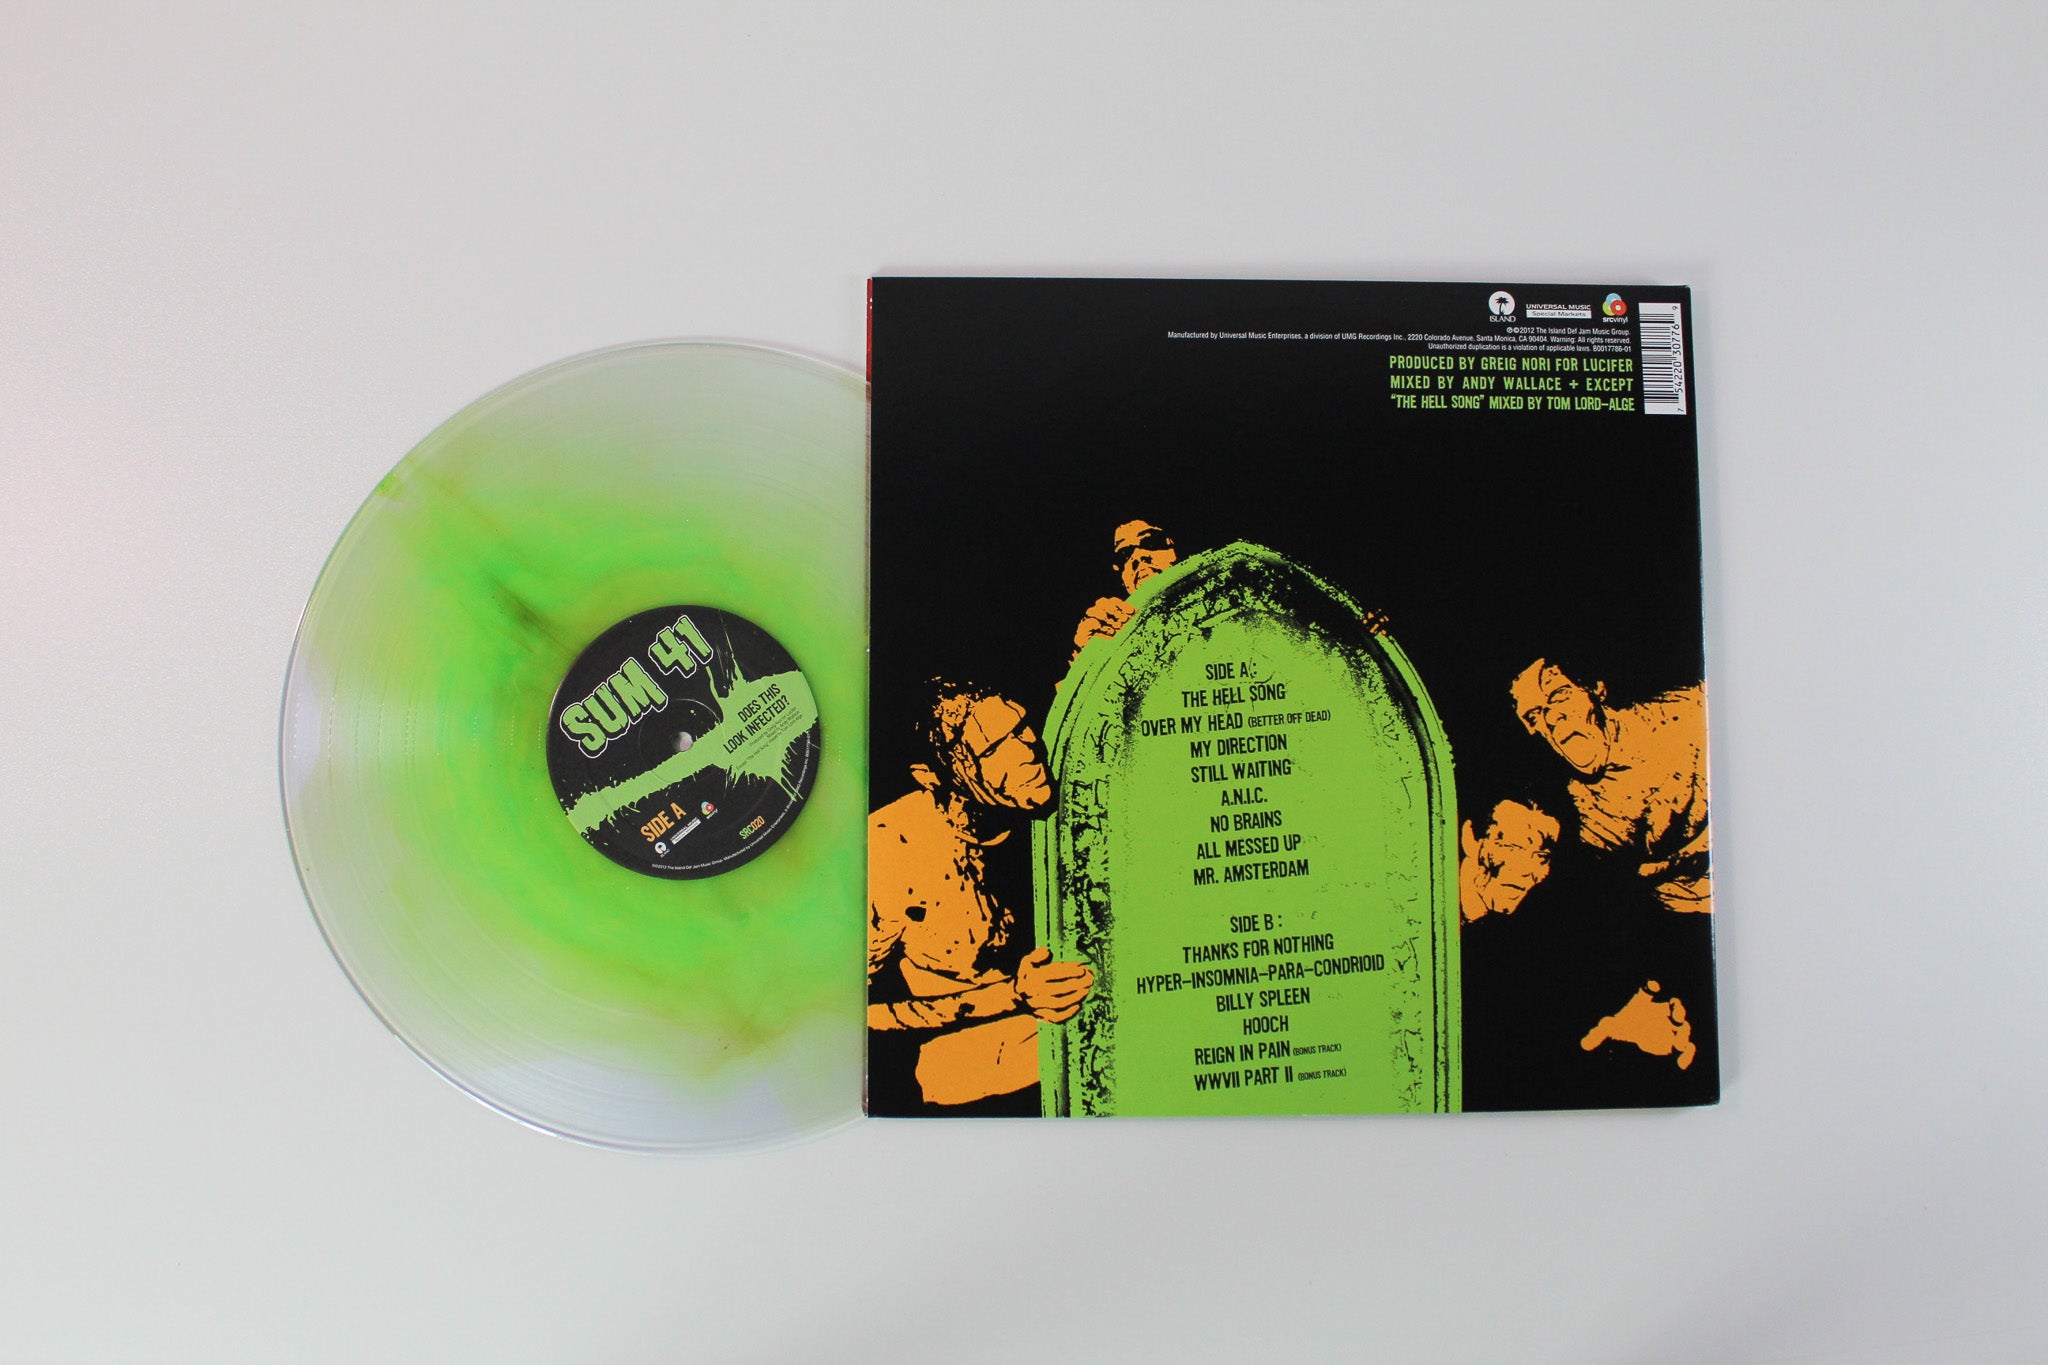 SUM 41
DOES THIS
LOOK INFECTED?
SIDE A
ISLAND
SRC020
ISLAND
UNIVERSAL MUSIC
Special Markets
srcvinyl
℗©2012 The Island Def Jam Music Group.
Manufactured by Universal Music Enterprises, a division of UMG Recordings Inc., 2220 Colorado Avenue, Santa Monica, CA 90404. Warning: All rights reserved.
Unauthorized duplication is a violation of applicable laws. B0017786-01
PRODUCED BY GREIG NORI FOR LUCIFER
MIXED BY ANDY WALLACE + EXCEPT
"THE HELL SONG" MIXED BY TOM LORD-ALGE
7 54220 30776 9
SIDE A :
THE HELL SONG
OVER MY HEAD (BETTER OFF DEAD)
MY DIRECTION
STILL WAITING
A.N.I.C.
NO BRAINS
ALL MESSED UP
MR. AMSTERDAM
SIDE B :
THANKS FOR NOTHING
HYPER-INSOMNIA-PARA-CONDRIOID
BILLY SPLEEN
HOOCH
REIGN IN PAIN (BONUS TRACK)
WWVII PART II (BONUS TRACK)